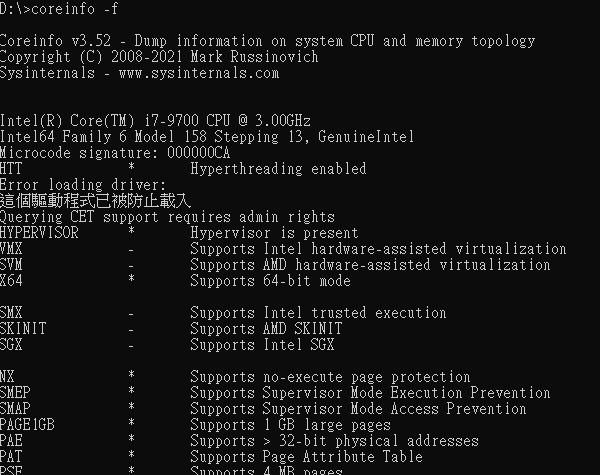 D:\>coreinfo -f
Coreinfo v3.52 - Dump information on system CPU and memory topology
Copyright (C) 2008-2021 Mark Russinovich
Sysinternals - www.sysinternals.com
Intel(R) Core(TM) i7-9700 CPU @ 3.00GHz
Intel64 Family 6 Model 158 Stepping 13, GenuineIntel
Microcode signature: 000000CA
HTT * Hyperthreading enabled
Error loading driver:
這個驅動程式已被防止載入
Querying CET support requires admin rights
HYPERVISOR * Hypervisor is present
VMX - Supports Intel hardware-assisted virtualization
SVM - Supports AMD hardware-assisted virtualization
X64 * Supports 64-bit mode
SMX - Supports Intel trusted execution
SKINIT - Supports AMD SKINIT
SGX - Supports Intel SGX
NX * Supports no-execute page protection
SMEP * Supports Supervisor Mode Execution Prevention
SMAP * Supports Supervisor Mode Access Prevention
PAGE1GB * Supports 1 GB large pages
PAE * Supports > 32-bit physical addresses
PAT * Supports Page Attribute Table
PSE * Supports 4 MB pages